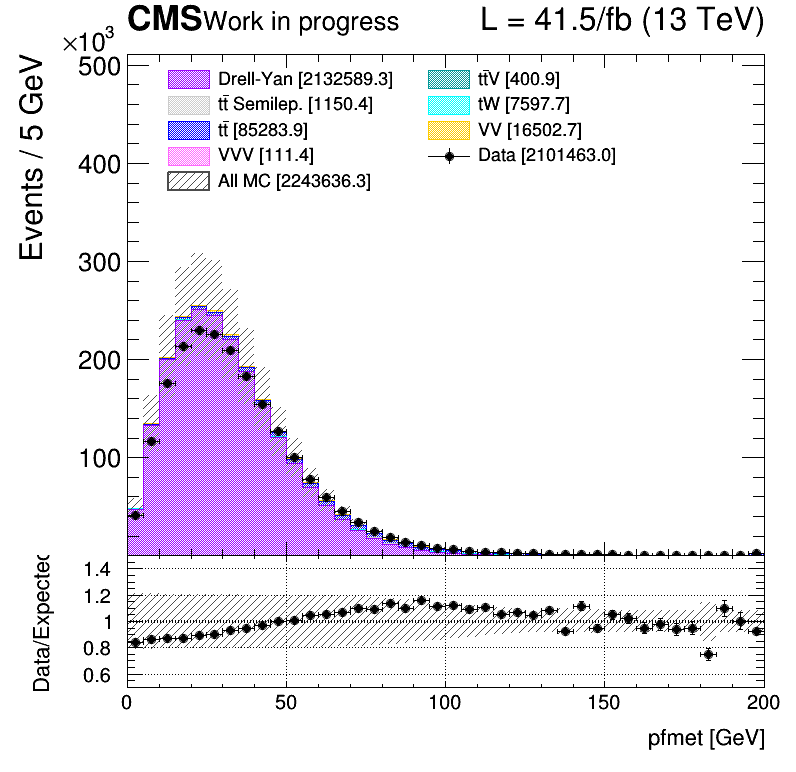 CMS Work in progress L = 41.5/fb (13 TeV)
×10³
Events / 5 GeV
500
400
300
200
100
Drell-Yan [2132589.3]
tt̄ Semilep. [1150.4]
tt̄ [85283.9]
VVV [111.4]
All MC [2243636.3]
tt̄V [400.9]
tW [7597.7]
VV [16502.7]
Data [2101463.0]
Data/Expected
1.4
1.2
1
0.8
0.6
0 50 100 150 200
pfmet [GeV]